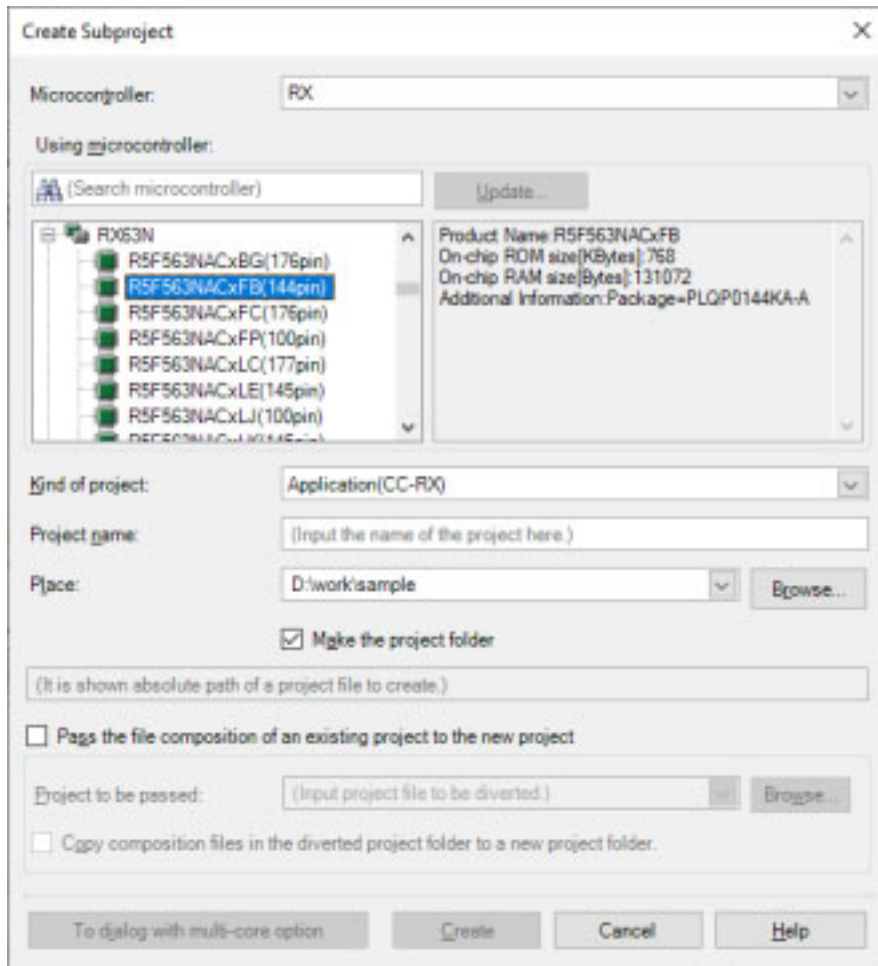 Create Subproject
Microcontroller:
RX
Using microcontroller:
(Search microcontroller)
Update...
RX63N
R5F563NACxBG(176pin)
R5F563NACxFB(144pin)
R5F563NACxFC(176pin)
R5F563NACxFP(100pin)
R5F563NACxLC(177pin)
R5F563NACxLE(145pin)
R5F563NACxLJ(100pin)
Product Name:R5F563NACxFB
On-chip ROM size[KBytes]:768
On-chip RAM size[Bytes]:131072
Additional Information:Package=PLQP0144KA-A
Kind of project:
Application(CC-RX)
Project name:
(Input the name of the project here.)
Place:
D:\work\sample
Browse...
Make the project folder
(It is shown absolute path of a project file to create.)
Pass the file composition of an existing project to the new project
Project to be passed:
(Input project file to be diverted.)
Browse...
Copy composition files in the diverted project folder to a new project folder.
To dialog with multi-core option
Create
Cancel
Help